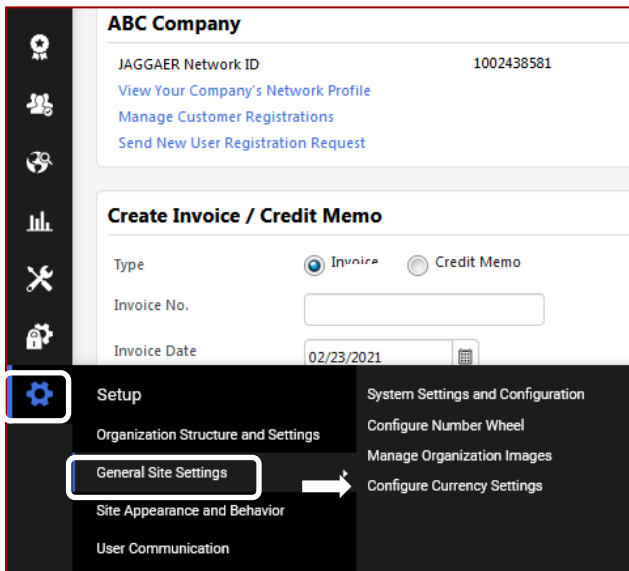 ABC Company
JAGGAER Network ID 1002438581
View Your Company's Network Profile
Manage Customer Registrations
Send New User Registration Request
Create Invoice / Credit Memo
Type Invoice Credit Memo
Invoice No.
Invoice Date 02/23/2021
Setup
Organization Structure and Settings
General Site Settings
Site Appearance and Behavior
User Communication
System Settings and Configuration
Configure Number Wheel
Manage Organization Images
Configure Currency Settings